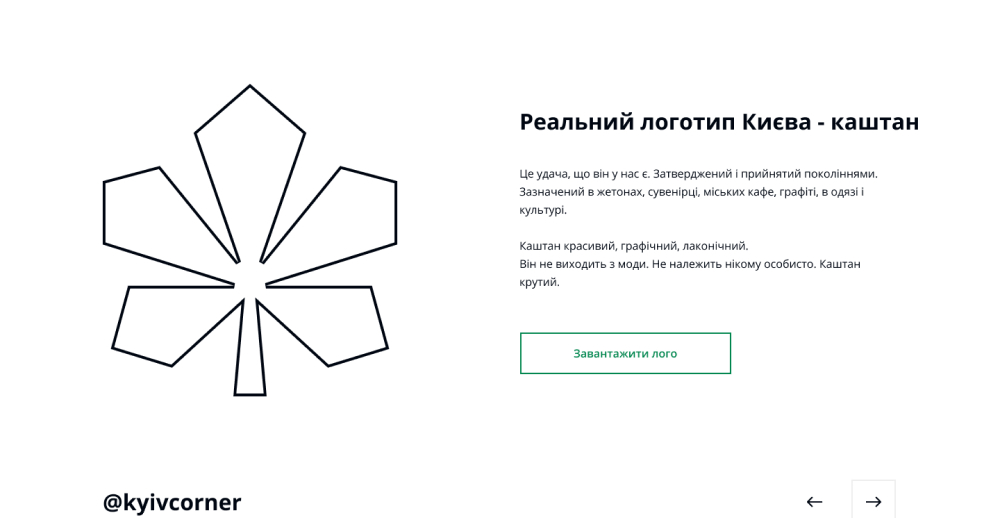 Реальний логотип Києва - каштан
Це удача, що він у нас є. Затверджений і прийнятий поколіннями.
Зазначений в жетонах, сувенірці, міських кафе, графіті, в одязі і
культурі.
Каштан красивий, графічний, лаконічний.
Він не виходить з моди. Не належить нікому особисто. Каштан
крутий.
Завантажити лого
@kyivcorner